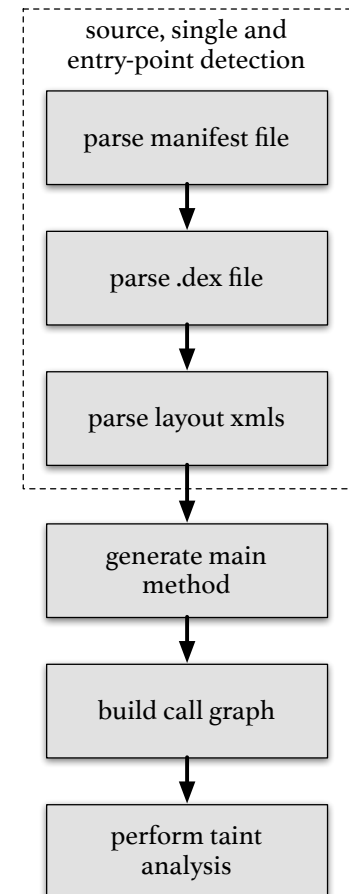 source, single and
entry-point detection
parse manifest file
parse .dex file
parse layout xmls
generate main
method
build call graph
perform taint
analysis